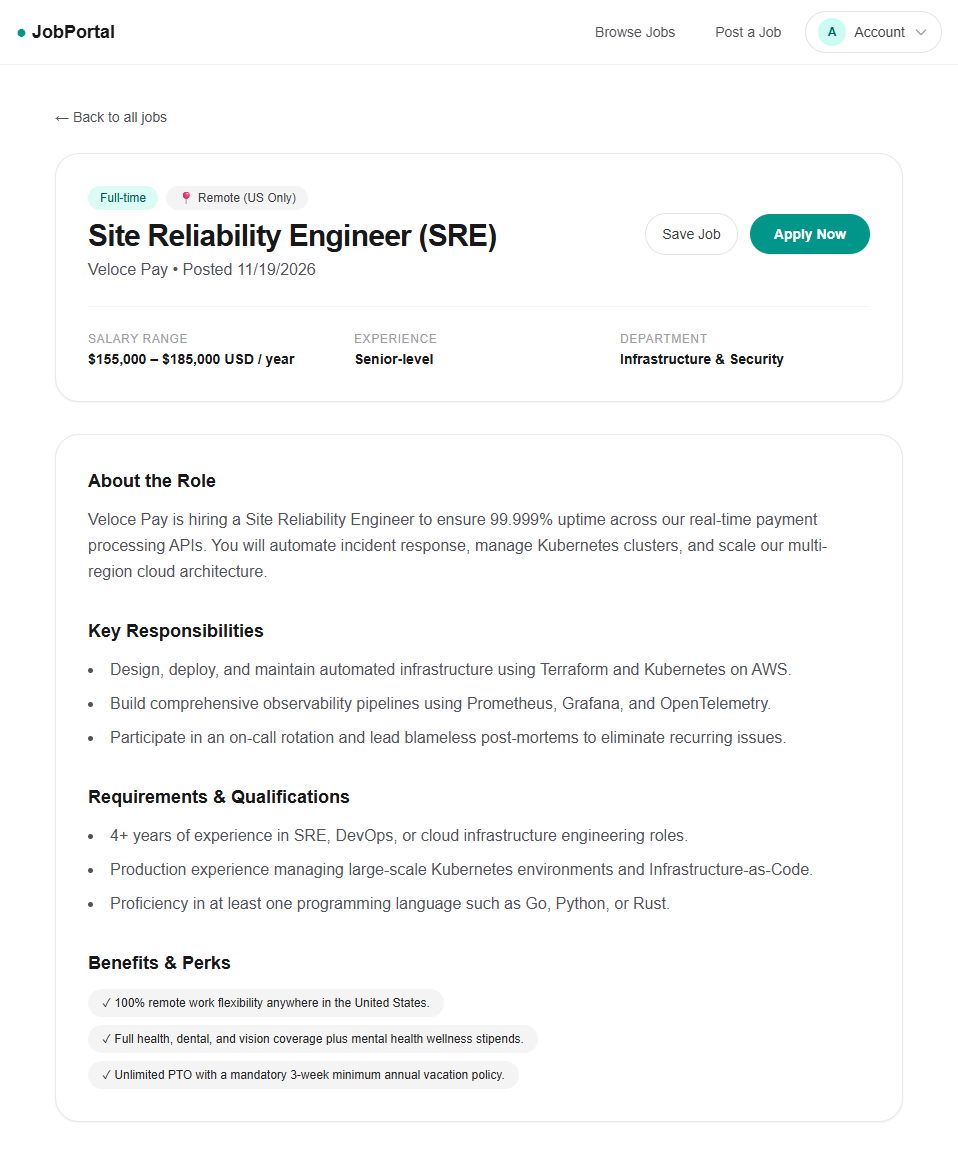 JobPortal
Browse Jobs
Post a Job
A
Account
← Back to all jobs
Full-time
📍 Remote (US Only)
Site Reliability Engineer (SRE)
Veloce Pay • Posted 11/19/2026
Save Job
Apply Now
SALARY RANGE
$155,000 – $185,000 USD / year
EXPERIENCE
Senior-level
DEPARTMENT
Infrastructure & Security
About the Role
Veloce Pay is hiring a Site Reliability Engineer to ensure 99.999% uptime across our real-time payment
processing APIs. You will automate incident response, manage Kubernetes clusters, and scale our multi-
region cloud architecture.
Key Responsibilities
• Design, deploy, and maintain automated infrastructure using Terraform and Kubernetes on AWS.
• Build comprehensive observability pipelines using Prometheus, Grafana, and OpenTelemetry.
• Participate in an on-call rotation and lead blameless post-mortems to eliminate recurring issues.
Requirements & Qualifications
• 4+ years of experience in SRE, DevOps, or cloud infrastructure engineering roles.
• Production experience managing large-scale Kubernetes environments and Infrastructure-as-Code.
• Proficiency in at least one programming language such as Go, Python, or Rust.
Benefits & Perks
✓ 100% remote work flexibility anywhere in the United States.
✓ Full health, dental, and vision coverage plus mental health wellness stipends.
✓ Unlimited PTO with a mandatory 3-week minimum annual vacation policy.